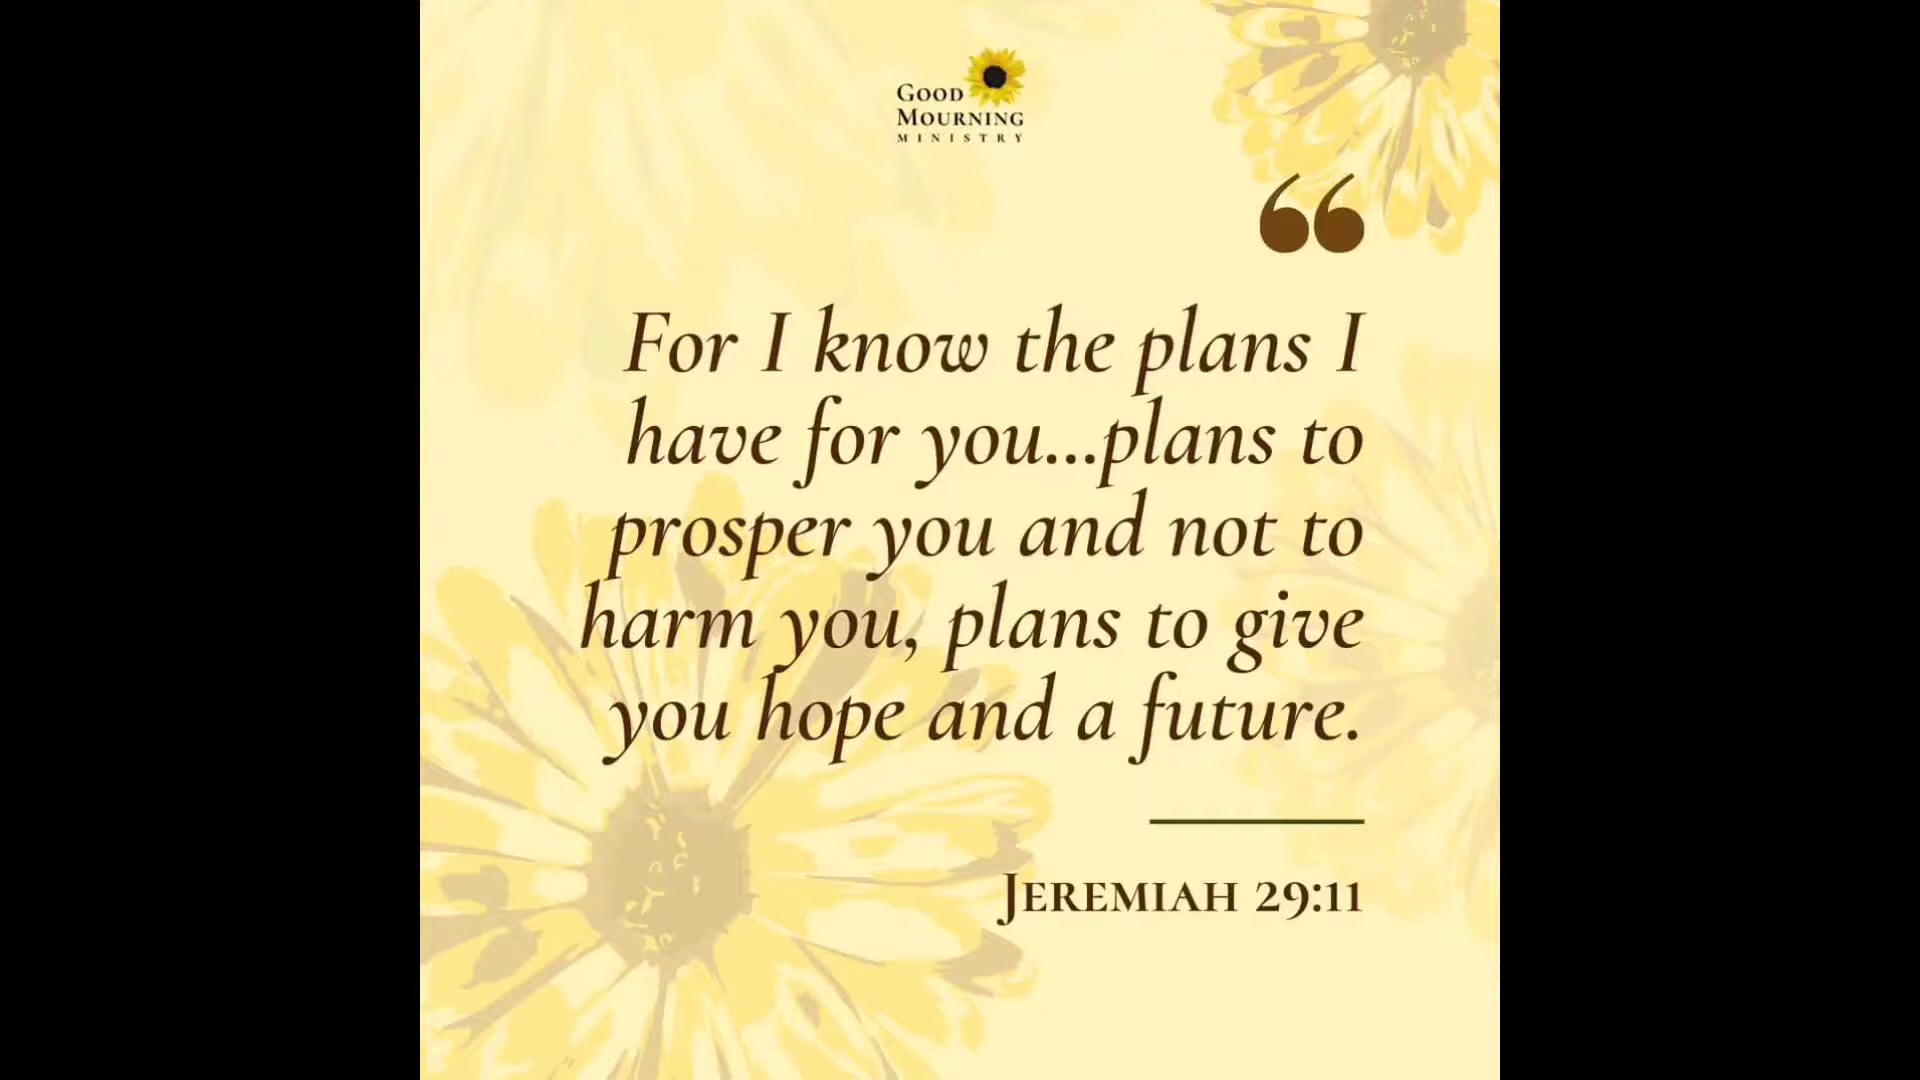 GOOD
MOURNING
MINISTRY
“
For I know the plans I
have for you...plans to
prosper you and not to
harm you, plans to give
you hope and a future.
JEREMIAH 29:11